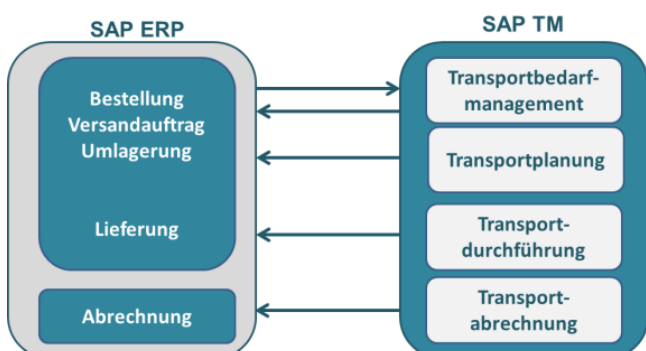 SAP ERP
Bestellung
Versandauftrag
Umlagerung
Lieferung
Abrechnung
SAP TM
Transportbedarf-
management
Transportplanung
Transport-
durchführung
Transport-
abrechnung